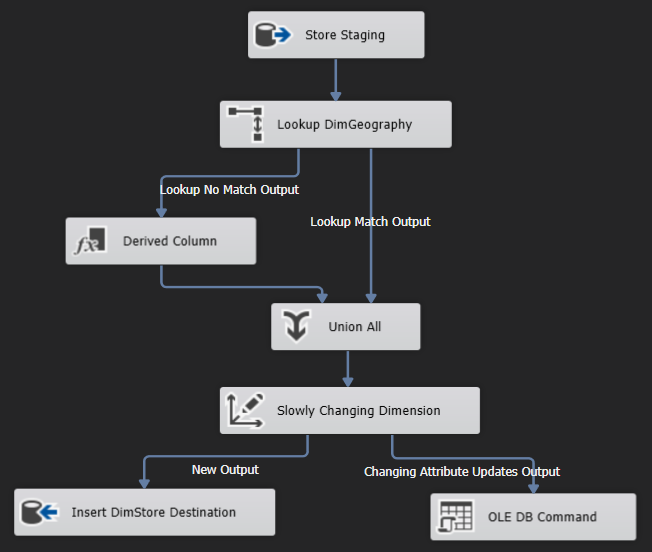 Store Staging
Lookup DimGeography
Lookup No Match Output
Lookup Match Output
fx
Derived Column
Union All
Slowly Changing Dimension
New Output
Changing Attribute Updates Output
Insert DimStore Destination
OLE DB Command